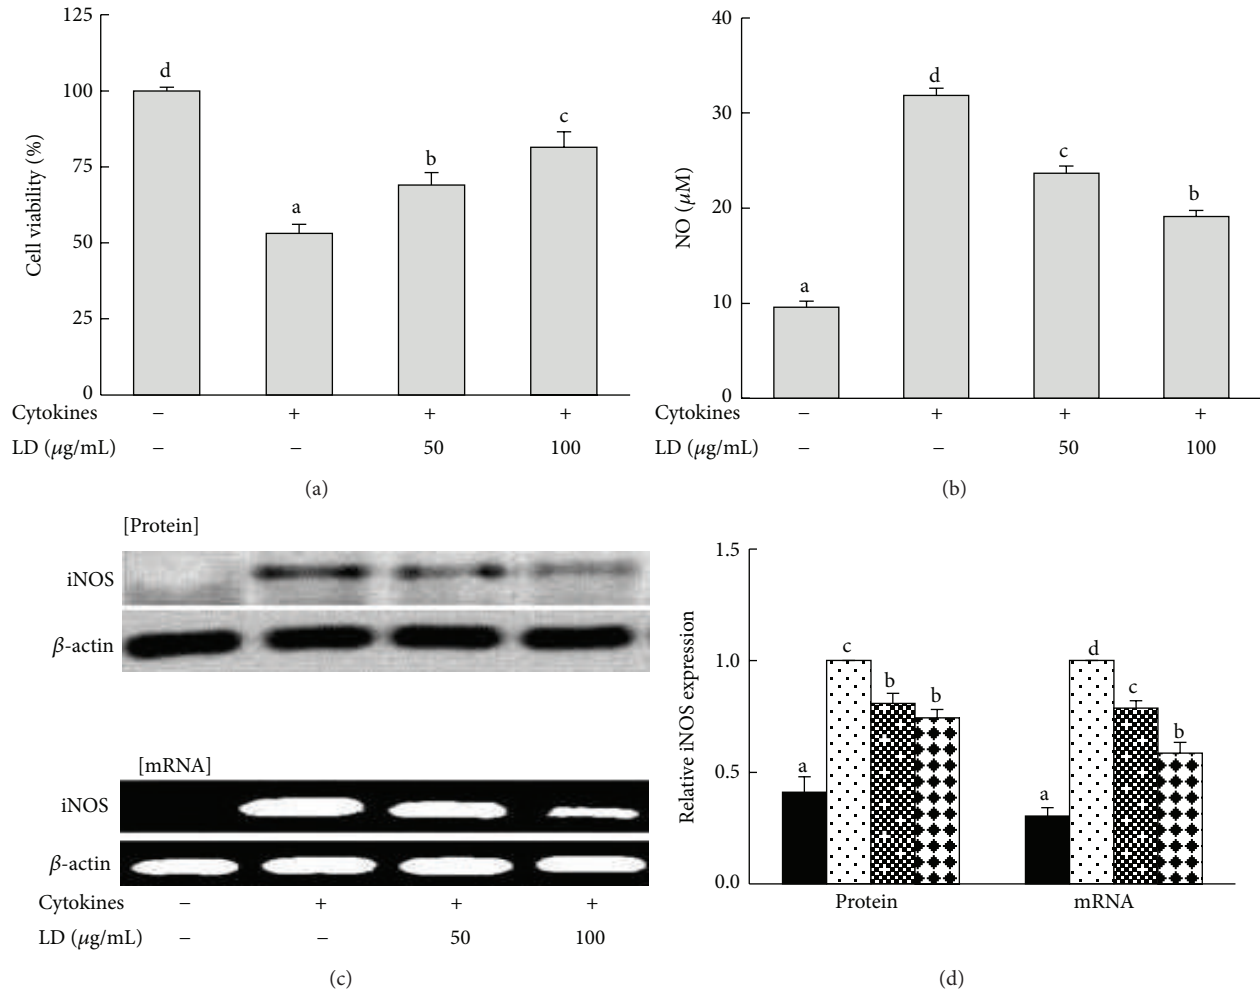 125
100
75
50
25
0
Cell viability (%)
d
a
b
c
Cytokines − + + +
LD (μg/mL) − − 50 100
(a)
40
30
20
10
0
NO (μM)
a
d
c
b
Cytokines − + + +
LD (μg/mL) − − 50 100
(b)
[Protein]
iNOS
β-actin
[mRNA]
iNOS
β-actin
Cytokines − + + +
LD (μg/mL) − − 50 100
(c)
1.5
1.0
0.5
0.0
Relative iNOS expression
a
c
b
b
a
d
c
b
Protein mRNA
(d)